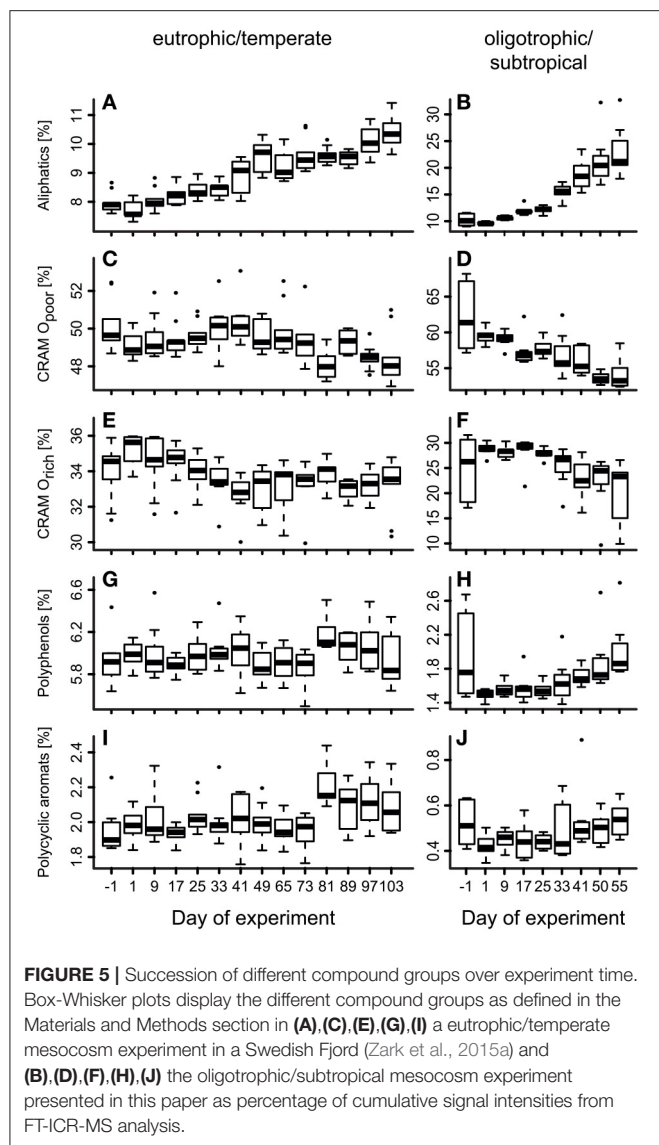 eutrophic/temperate
oligotrophic/
subtropical
A
B
Aliphatics [%]
8 9 10 11
10 15 20 25 30
C
D
CRAM Opoor [%]
48 50 52
55 60 65
E
F
CRAM Orich [%]
30 32 34 36
10 15 20 25 30
G
H
Polyphenols [%]
5.8 6.2 6.6
1.4 1.8 2.2 2.6
I
J
Polycyclic aromats [%]
1.8 2.0 2.2 2.4
0.4 0.6 0.8
-1 1 9 17 25 33 41 49 65 73 81 89 97 103
-1 1 9 17 25 33 41 50 55
Day of experiment
Day of experiment
FIGURE 5 | Succession of different compound groups over experiment time.
Box-Whisker plots display the different compound groups as defined in the
Materials and Methods section in (A),(C),(E),(G),(I) a eutrophic/temperate
mesocosm experiment in a Swedish Fjord (Zark et al., 2015a) and
(B),(D),(F),(H),(J) the oligotrophic/subtropical mesocosm experiment
presented in this paper as percentage of cumulative signal intensities from
FT-ICR-MS analysis.